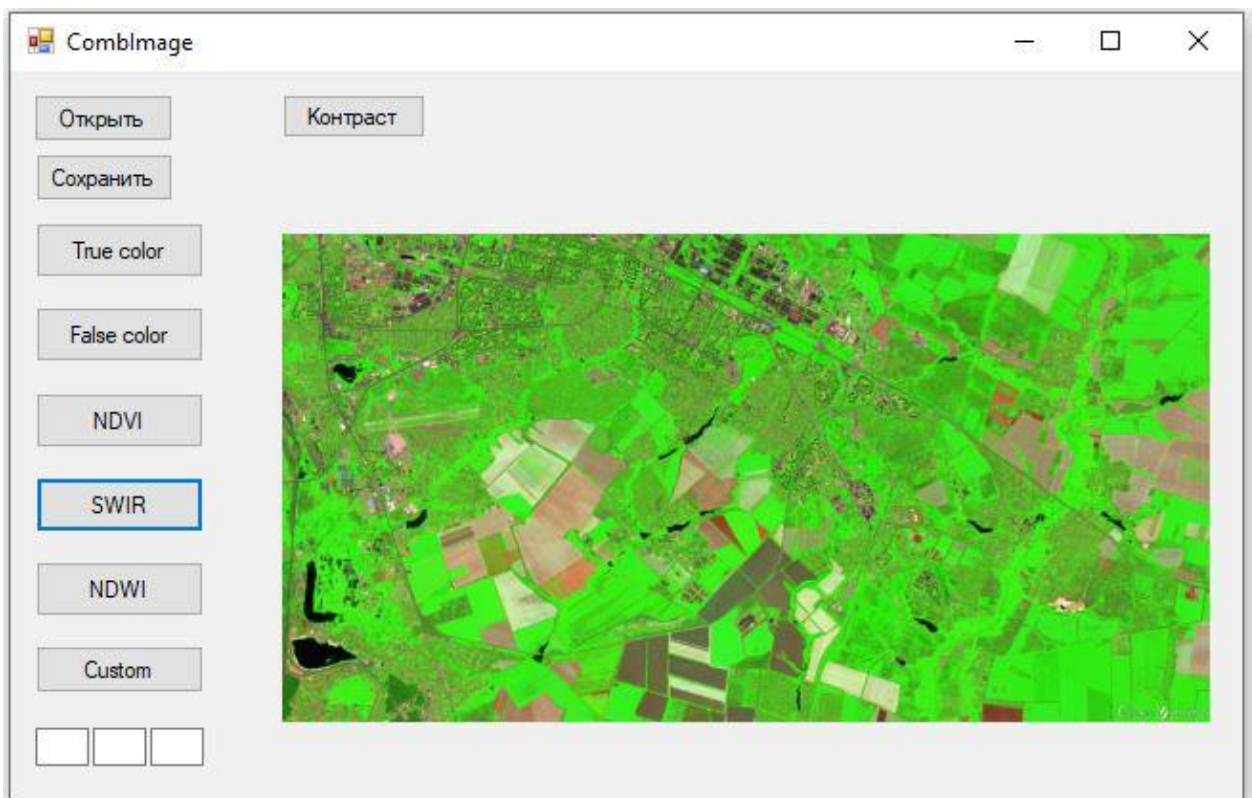 CombImage
Открыть
Контраст
Сохранить
True color
False color
NDVI
SWIR
NDWI
Custom